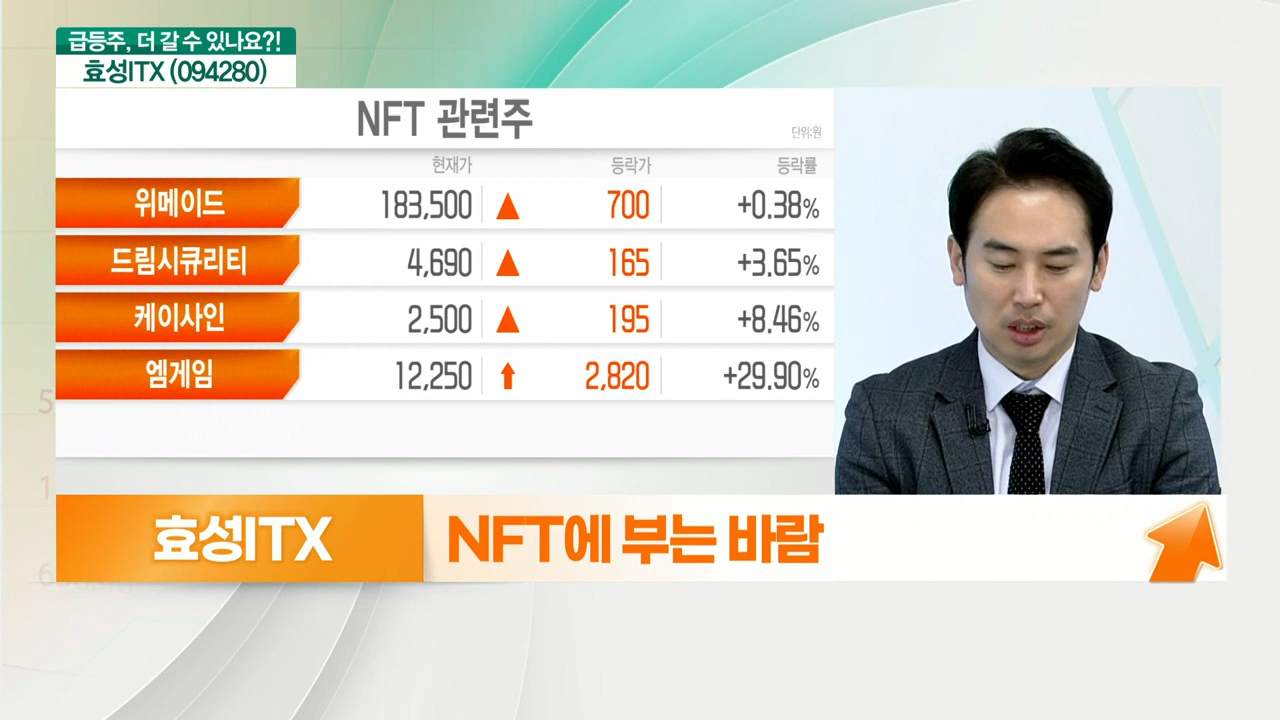 급등주, 더 갈 수 있나요?!
효성ITX (094280)
NFT 관련주
단위:원
현재가 등락가 등락률
위메이드 183,500 ▲ 700 +0.38%
드림시큐리티 4,690 ▲ 165 +3.65%
케이사인 2,500 ▲ 195 +8.46%
엠게임 12,250 ⬆ 2,820 +29.90%
효성ITX NFT에 부는 바람